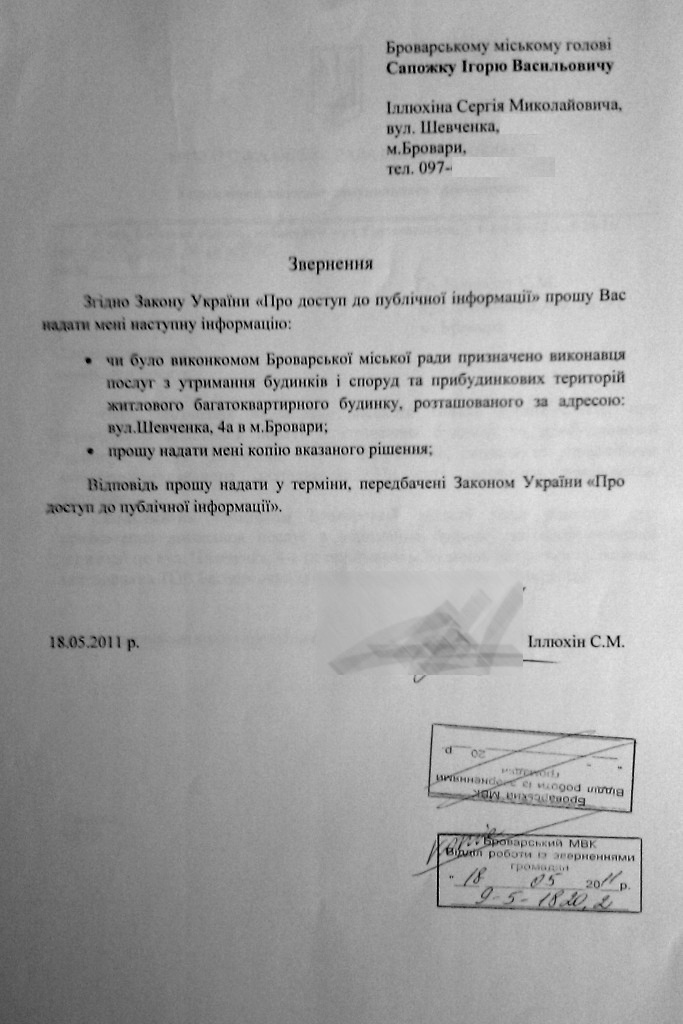 Броварському міському голові
Сапожку Ігорю Васильовичу
Іллюхіна Сергія Миколайовича,
вул. Шевченка,
м.Бровари,
тел. 097-
Звернення
Згідно Закону України «Про доступ до публічної інформації» прошу Вас
надати мені наступну інформацію:
• чи було виконкомом Броварської міської ради призначено виконавця
послуг з утримання будинків і споруд та прибудинкових територій
житлового багатоквартирного будинку, розташованого за адресою:
вул.Шевченка, 4а в м.Бровари;
• прошу надати мені копію вказаного рішення;
Відповідь прошу надати у терміни, передбачені Законом України «Про
доступ до публічної інформації».
18.05.2011 р.
Іллюхін С.М.
Броварський МВК
Відділ роботи із зверненнями
громадян
" " 20 р
копія
Броварський МВК
Відділ роботи із зверненнями
громадян
" 18 05 2011 р.
9-5-1820,2